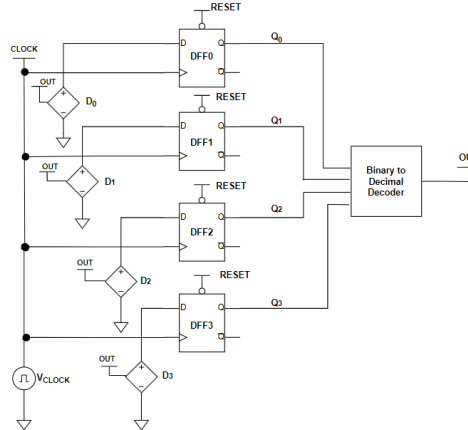 RESET
CLOCK
D Q
DFF0
Q
Q0
OUT
D0
RESET
D Q
DFF1
Q
Q1
OUT
D1
Binary to
Decimal
Decoder
RESET
D Q
DFF2
Q
Q2
OUT
D2
RESET
D Q
DFF3
Q
Q3
VCLOCK
OUT
D3